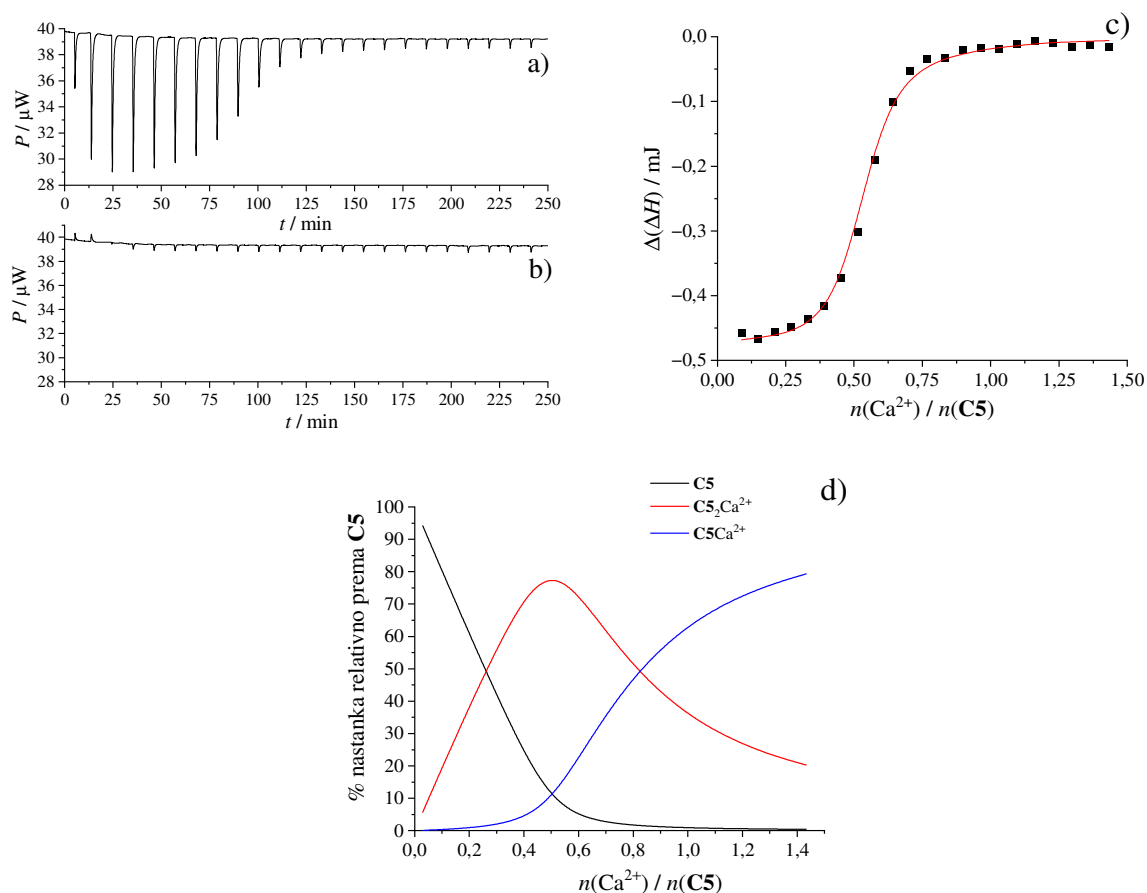 40
38
36
34
32
30
28
P / μW
a)
0 25 50 75 100 125 150 175 200 225 250
t / min
40
38
36
34
32
30
28
P / μW
b)
0 25 50 75 100 125 150 175 200 225 250
t / min
c)
0,0
−0,1
−0,2
−0,3
−0,4
−0,5
Δ(ΔH) / mJ
0,00 0,25 0,50 0,75 1,00 1,25 1,50
n(Ca²⁺) / n(C5)
d)
C5
C5₂Ca²⁺
C5Ca²⁺
100
90
80
70
60
50
40
30
20
10
0
% nastanka relativno prema C5
0,0 0,2 0,4 0,6 0,8 1,0 1,2 1,4
n(Ca²⁺) / n(C5)